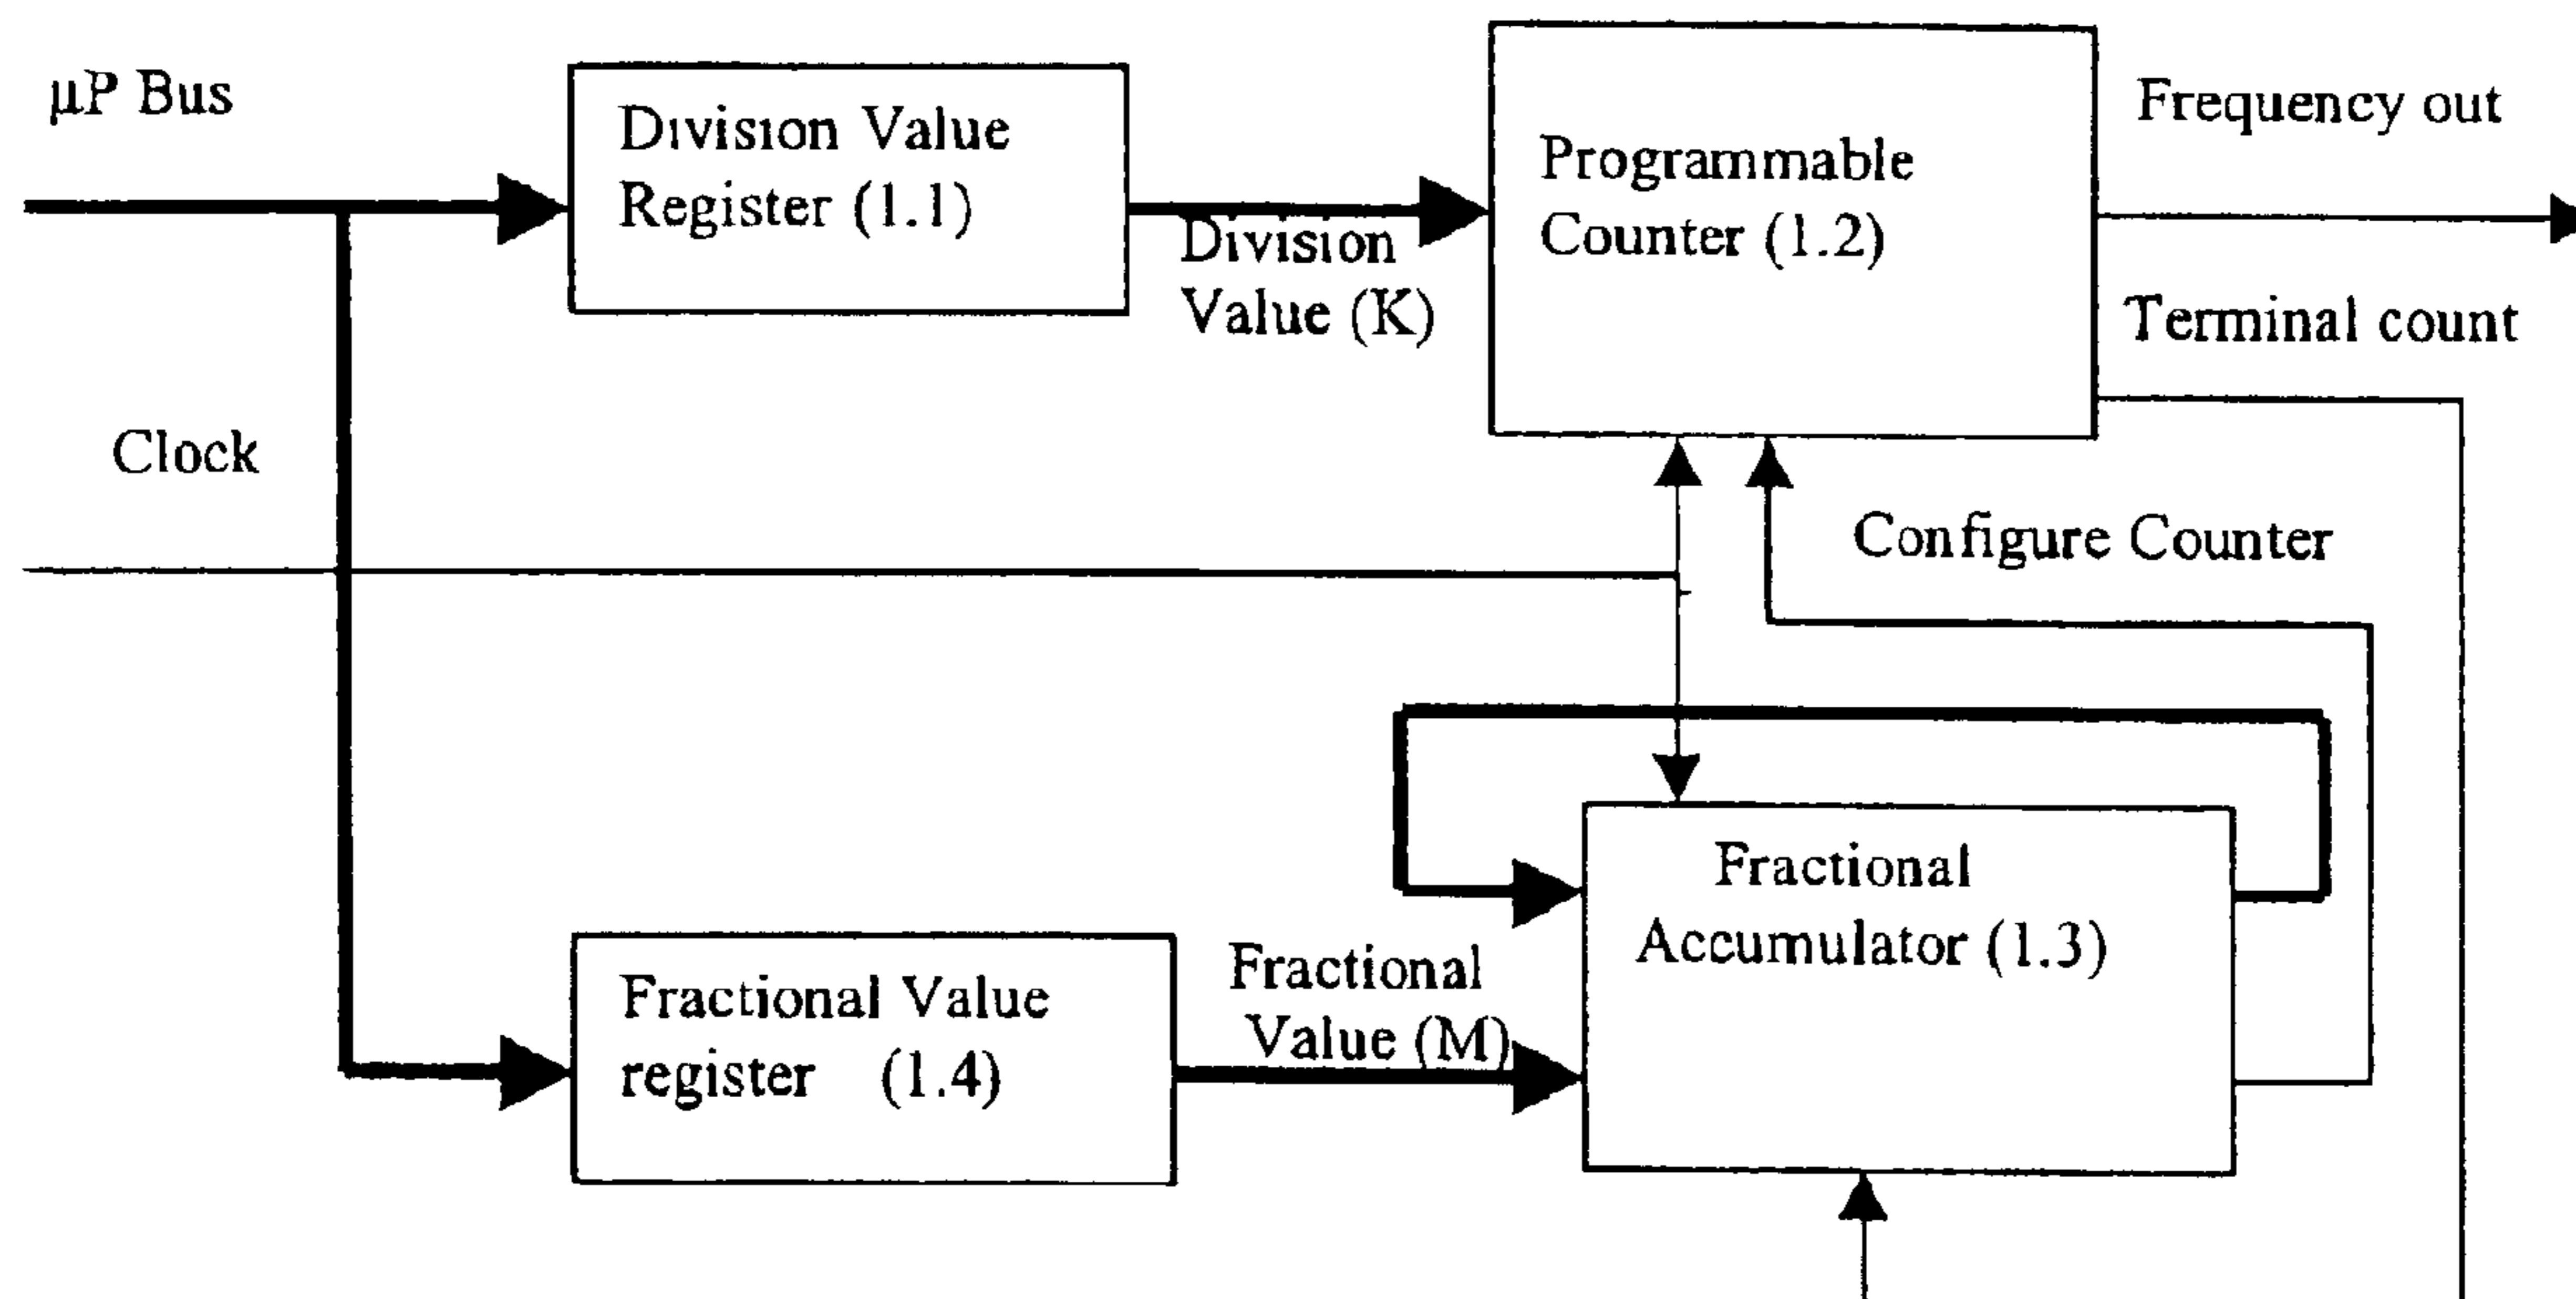 µP Bus
Division Value
Register (1.1)
Division
Value (K)
Programmable
Counter (1.2)
Frequency out
Terminal count
Clock
Configure Counter
Fractional
Accumulator (1.3)
Fractional Value
register (1.4)
Fractional
Value (M)